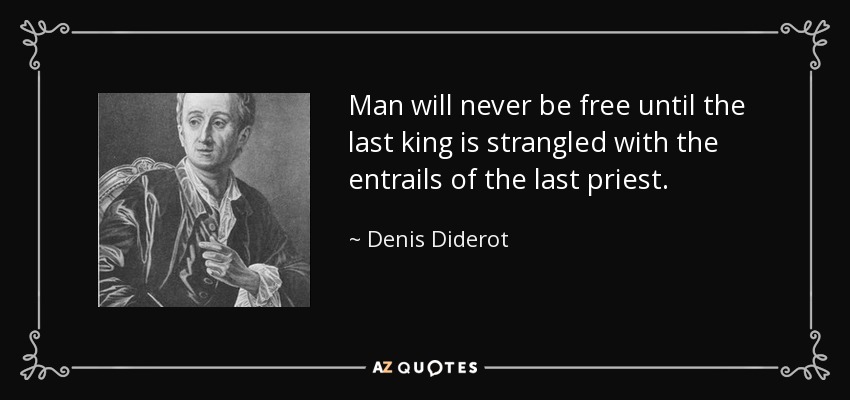 Man will never be free until the
last king is strangled with the
entrails of the last priest.
~ Denis Diderot
AZ QUOTES